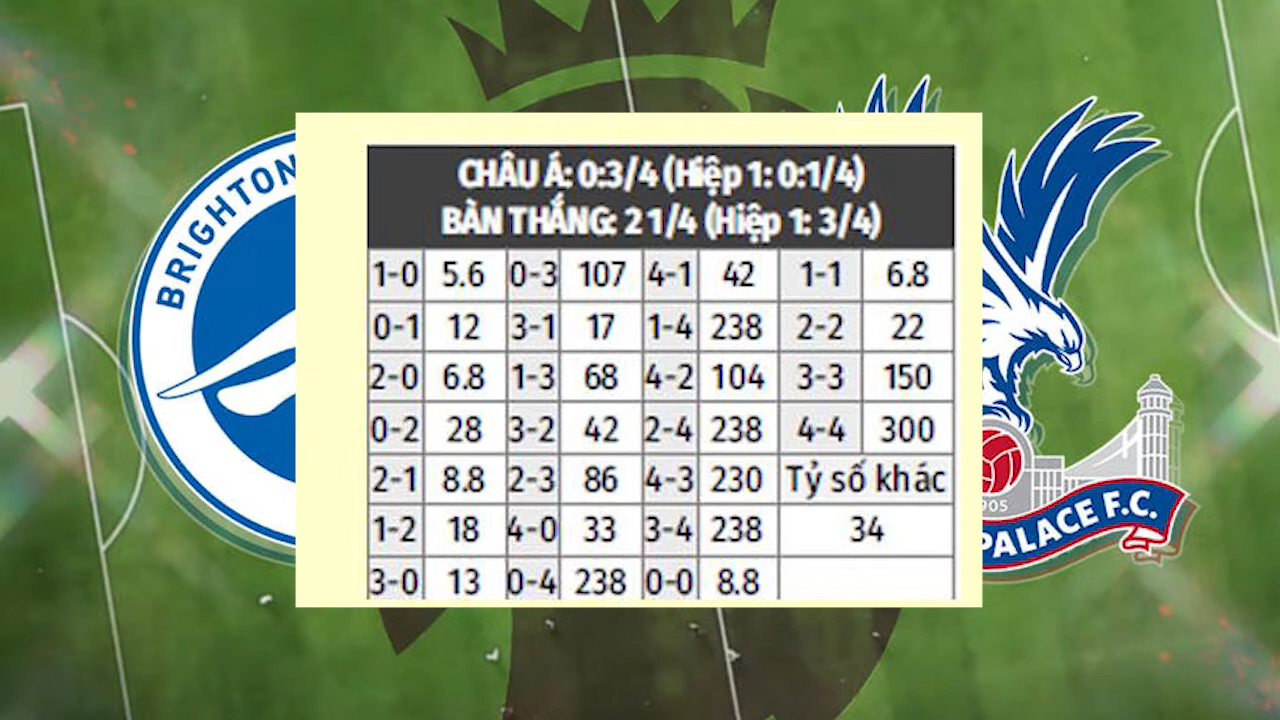 BRIGHTON
CHÂU Á: 0:3/4 (Hiệp 1: 0:1/4)
BÀN THẮNG: 2 1/4 (Hiệp 1: 3/4)
1-0 5.6 0-3 107 4-1 42 1-1 6.8
0-1 12 3-1 17 1-4 238 2-2 22
2-0 6.8 1-3 68 4-2 104 3-3 150
0-2 28 3-2 42 2-4 238 4-4 300
2-1 8.8 2-3 86 4-3 230 Tỷ số khác
1-2 18 4-0 33 3-4 238 34
3-0 13 0-4 238 0-0 8.8
905
PALACE F.C.